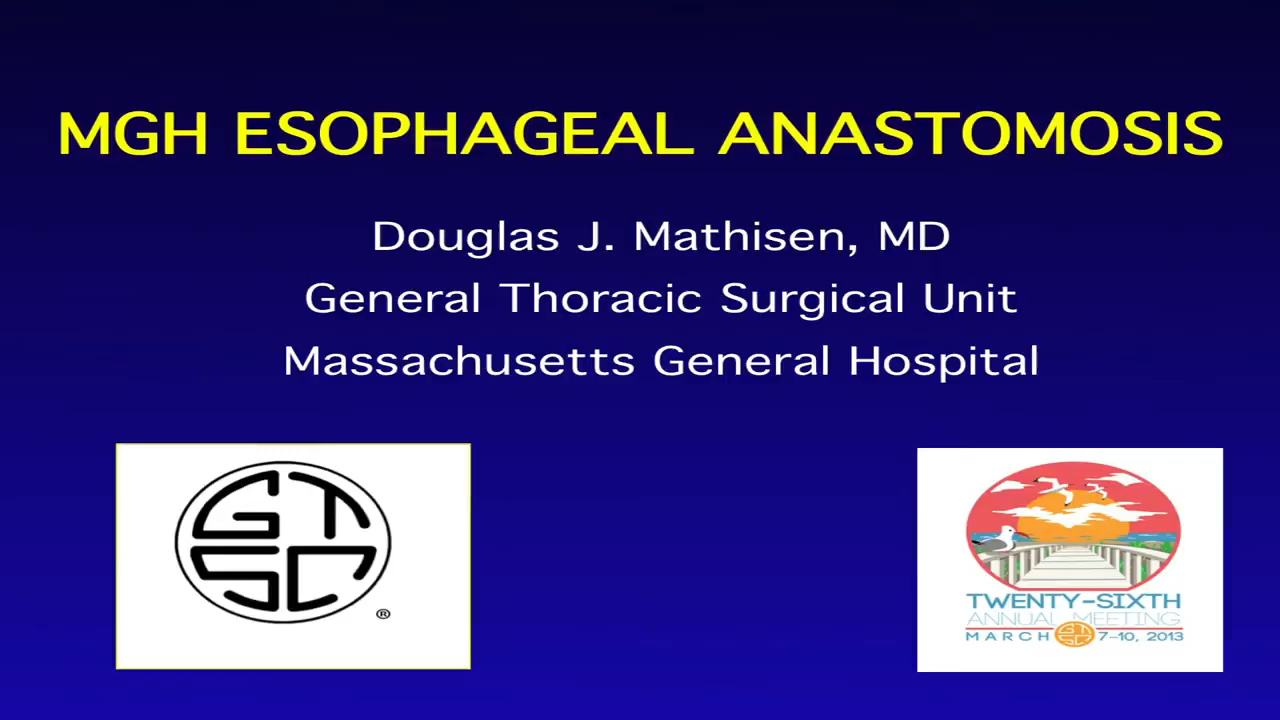 MGH ESOPHAGEAL ANASTOMOSIS
Douglas J. Mathisen, MD
General Thoracic Surgical Unit
Massachusetts General Hospital
GTSC
®
TWENTY-SIXTH
ANNUAL MEETING
MARCH GTSC 7-10, 2013